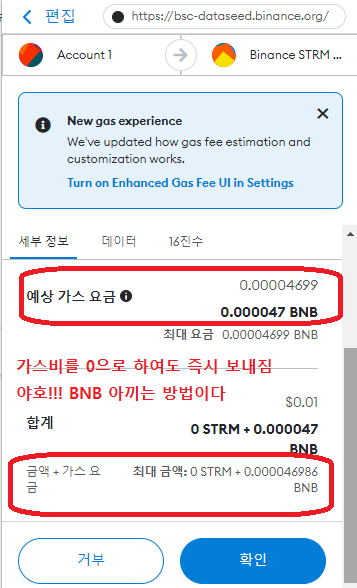 편집
https://bsc-dataseed.binance.org/
Account 1
Binance STRM ...
New gas experience
We've updated how gas fee estimation and
customization works.
Turn on Enhanced Gas Fee UI in Settings
세부 정보
데이터
16진수
0.00004699
예상 가스 요금
0.000047 BNB
최대 요금 0.00004699 BNB
가스비를 0으로 하여도 즉시 보내짐
야호!!! BNB 아끼는 방법이다
$0.01
합계
0 STRM + 0.000047
BNB
금액 + 가스 요 최대 금액: 0 STRM + 0.000046986
금 BNB
거부
확인